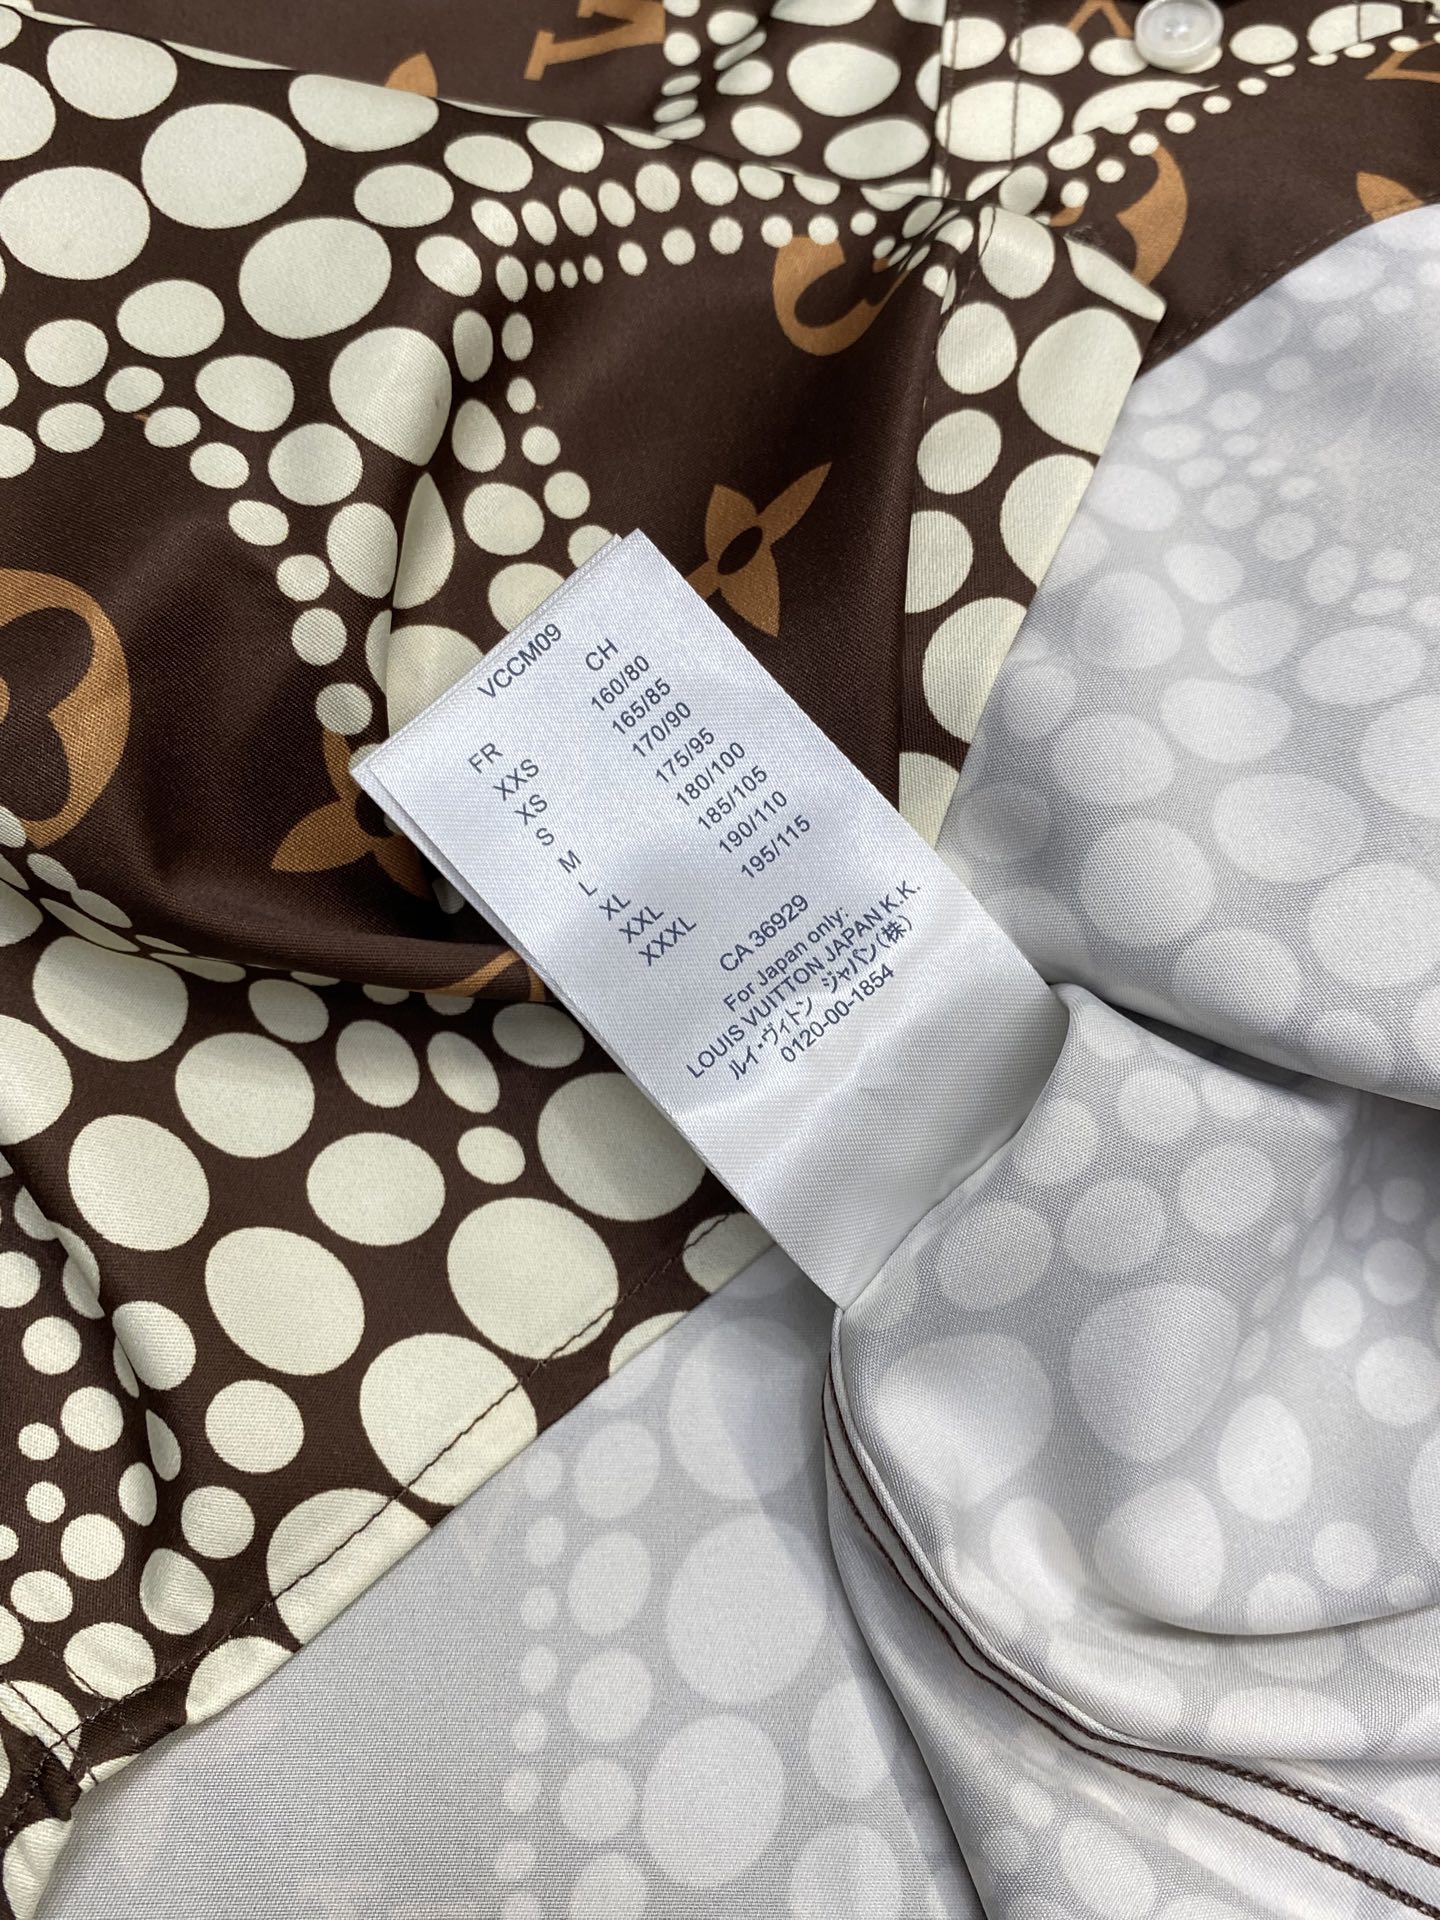 VCCM09
FR CH
XXS 160/80
XS 165/85
S 170/90
M 175/95
L 180/100
XL 185/105
XXL 190/110
XXXL 195/115
CA 36929
For Japan only:
LOUIS VUITTON JAPAN K.K.
ルイ・ヴィトン ジャパン(株)
0120-00-1854